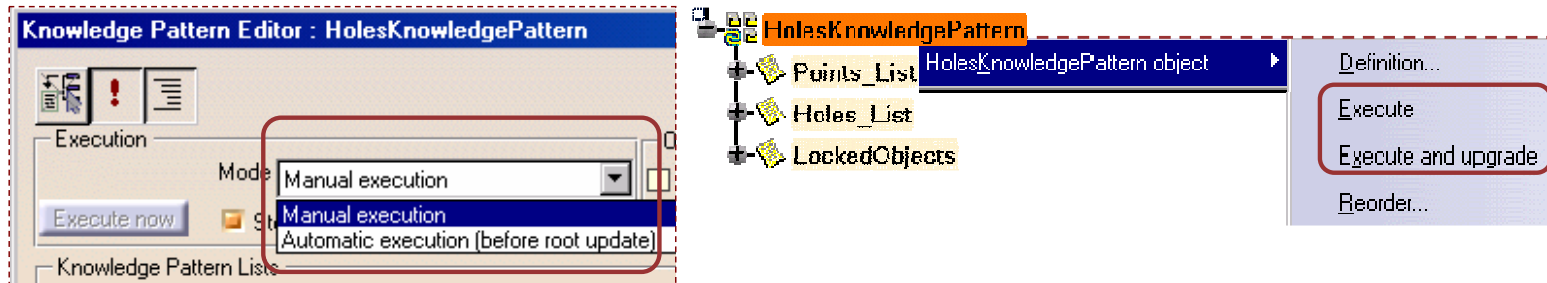 Knowledge Pattern Editor : HolesKnowledgePattern
Execution
Mode
Manual execution
Manual execution
Automatic execution (before root update)
Execute now
Knowledge Pattern Lists
HolesKnowledgePattern
Points_List
Holes_List
LockedObjects
HolesKnowledgePattern object
Definition...
Execute
Execute and upgrade
Reorder...